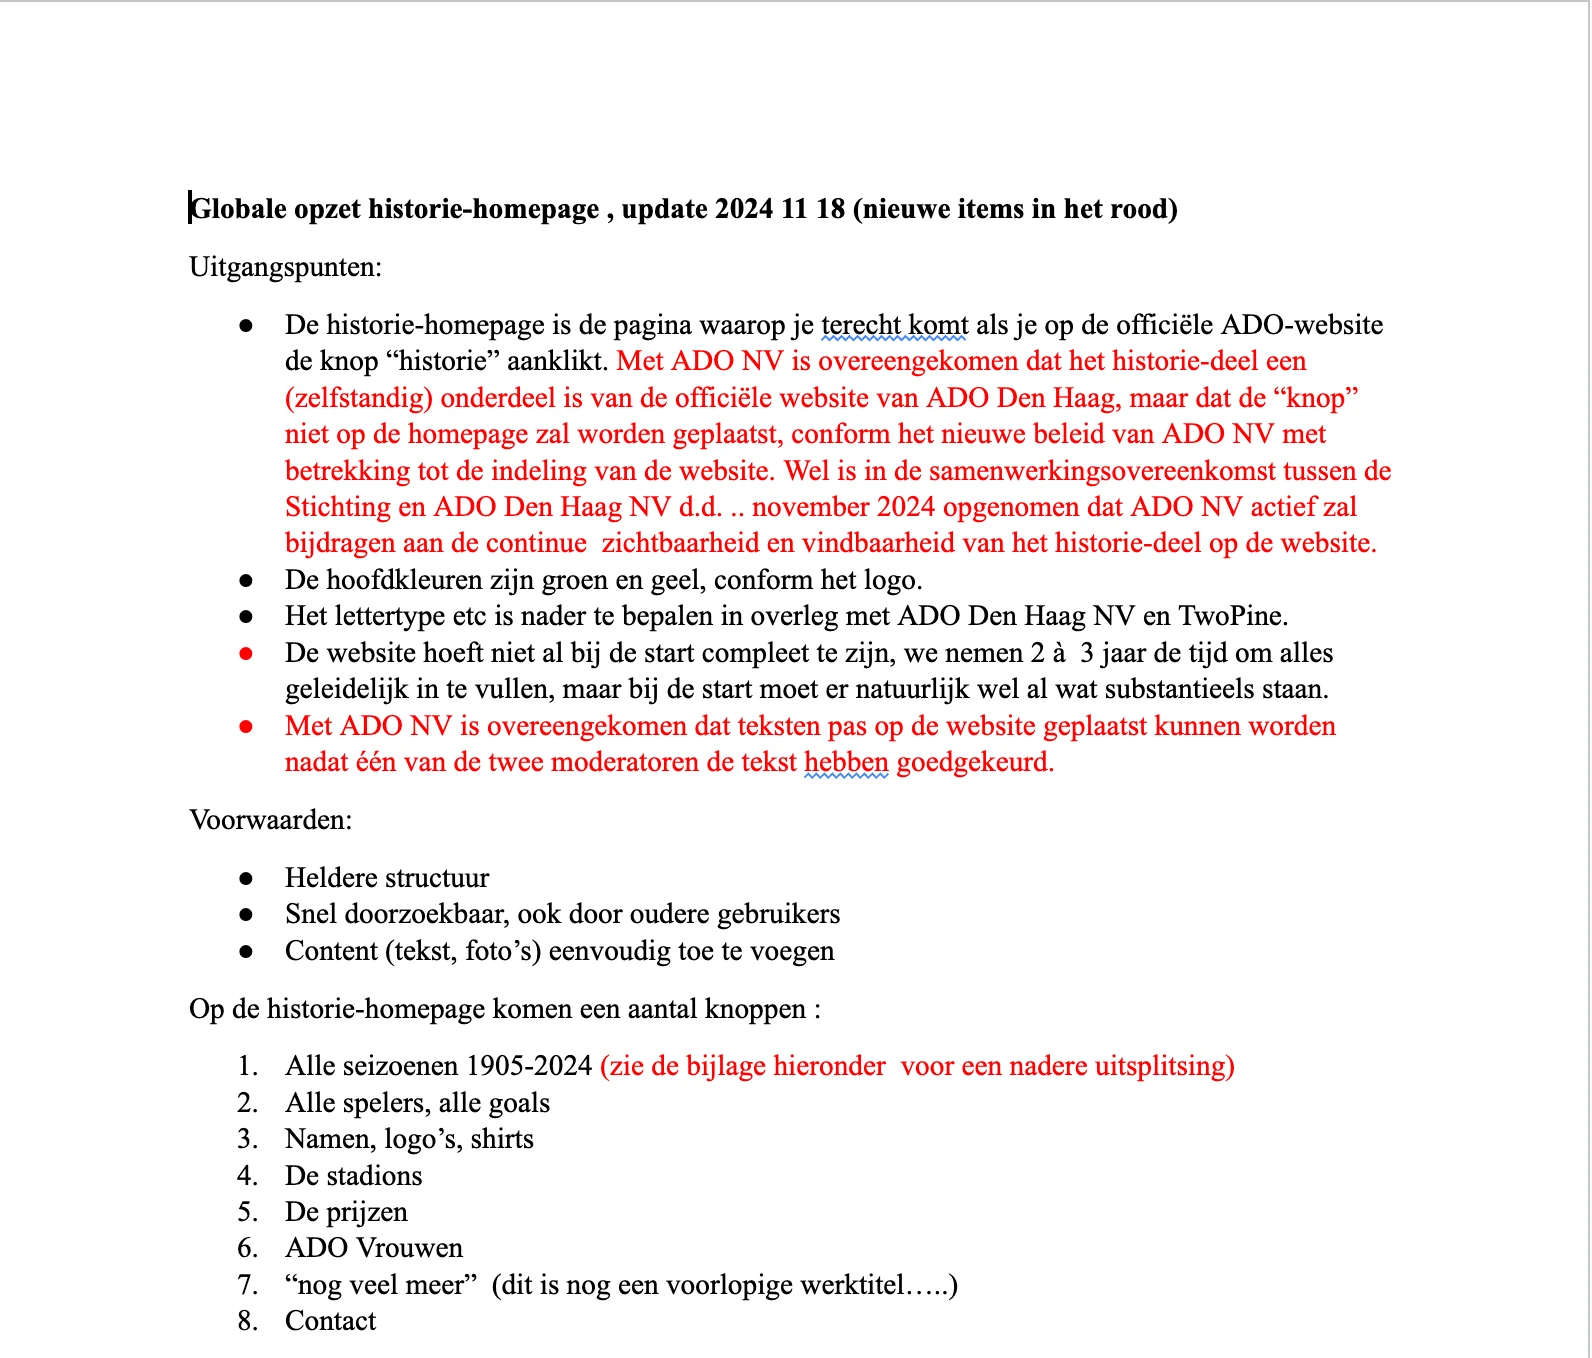 Globale opzet historie-homepage , update 2024 11 18 (nieuwe items in het rood)
Uitgangspunten:
● De historie-homepage is de pagina waarop je terecht komt als je op de officiële ADO-website
de knop “historie” aanklikt. Met ADO NV is overeengekomen dat het historie-deel een
(zelfstandig) onderdeel is van de officiële website van ADO Den Haag, maar dat de “knop”
niet op de homepage zal worden geplaatst, conform het nieuwe beleid van ADO NV met
betrekking tot de indeling van de website. Wel is in de samenwerkingsovereenkomst tussen de
Stichting en ADO Den Haag NV d.d. .. november 2024 opgenomen dat ADO NV actief zal
bijdragen aan de continue  zichtbaarheid en vindbaarheid van het historie-deel op de website.
● De hoofdkleuren zijn groen en geel, conform het logo.
● Het lettertype etc is nader te bepalen in overleg met ADO Den Haag NV en TwoPine.
● De website hoeft niet al bij de start compleet te zijn, we nemen 2 à  3 jaar de tijd om alles
geleidelijk in te vullen, maar bij de start moet er natuurlijk wel al wat substantieels staan.
● Met ADO NV is overeengekomen dat teksten pas op de website geplaatst kunnen worden
nadat één van de twee moderatoren de tekst hebben goedgekeurd.
Voorwaarden:
● Heldere structuur
● Snel doorzoekbaar, ook door oudere gebruikers
● Content (tekst, foto’s) eenvoudig toe te voegen
Op de historie-homepage komen een aantal knoppen :
1. Alle seizoenen 1905-2024 (zie de bijlage hieronder  voor een nadere uitsplitsing)
2. Alle spelers, alle goals
3. Namen, logo’s, shirts
4. De stadions
5. De prijzen
6. ADO Vrouwen
7. “nog veel meer”  (dit is nog een voorlopige werktitel…..)
8. Contact